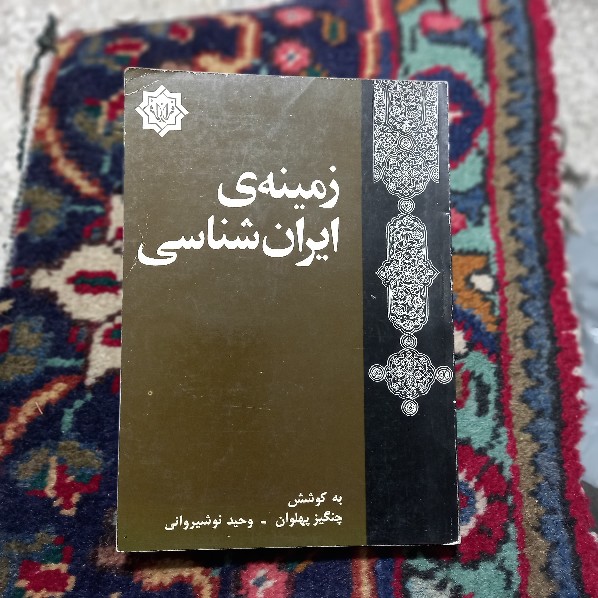 زمینه‌ی
ایران‌شناسی
به کوشش
چنگیز پهلوان - وحید نوشیروانی